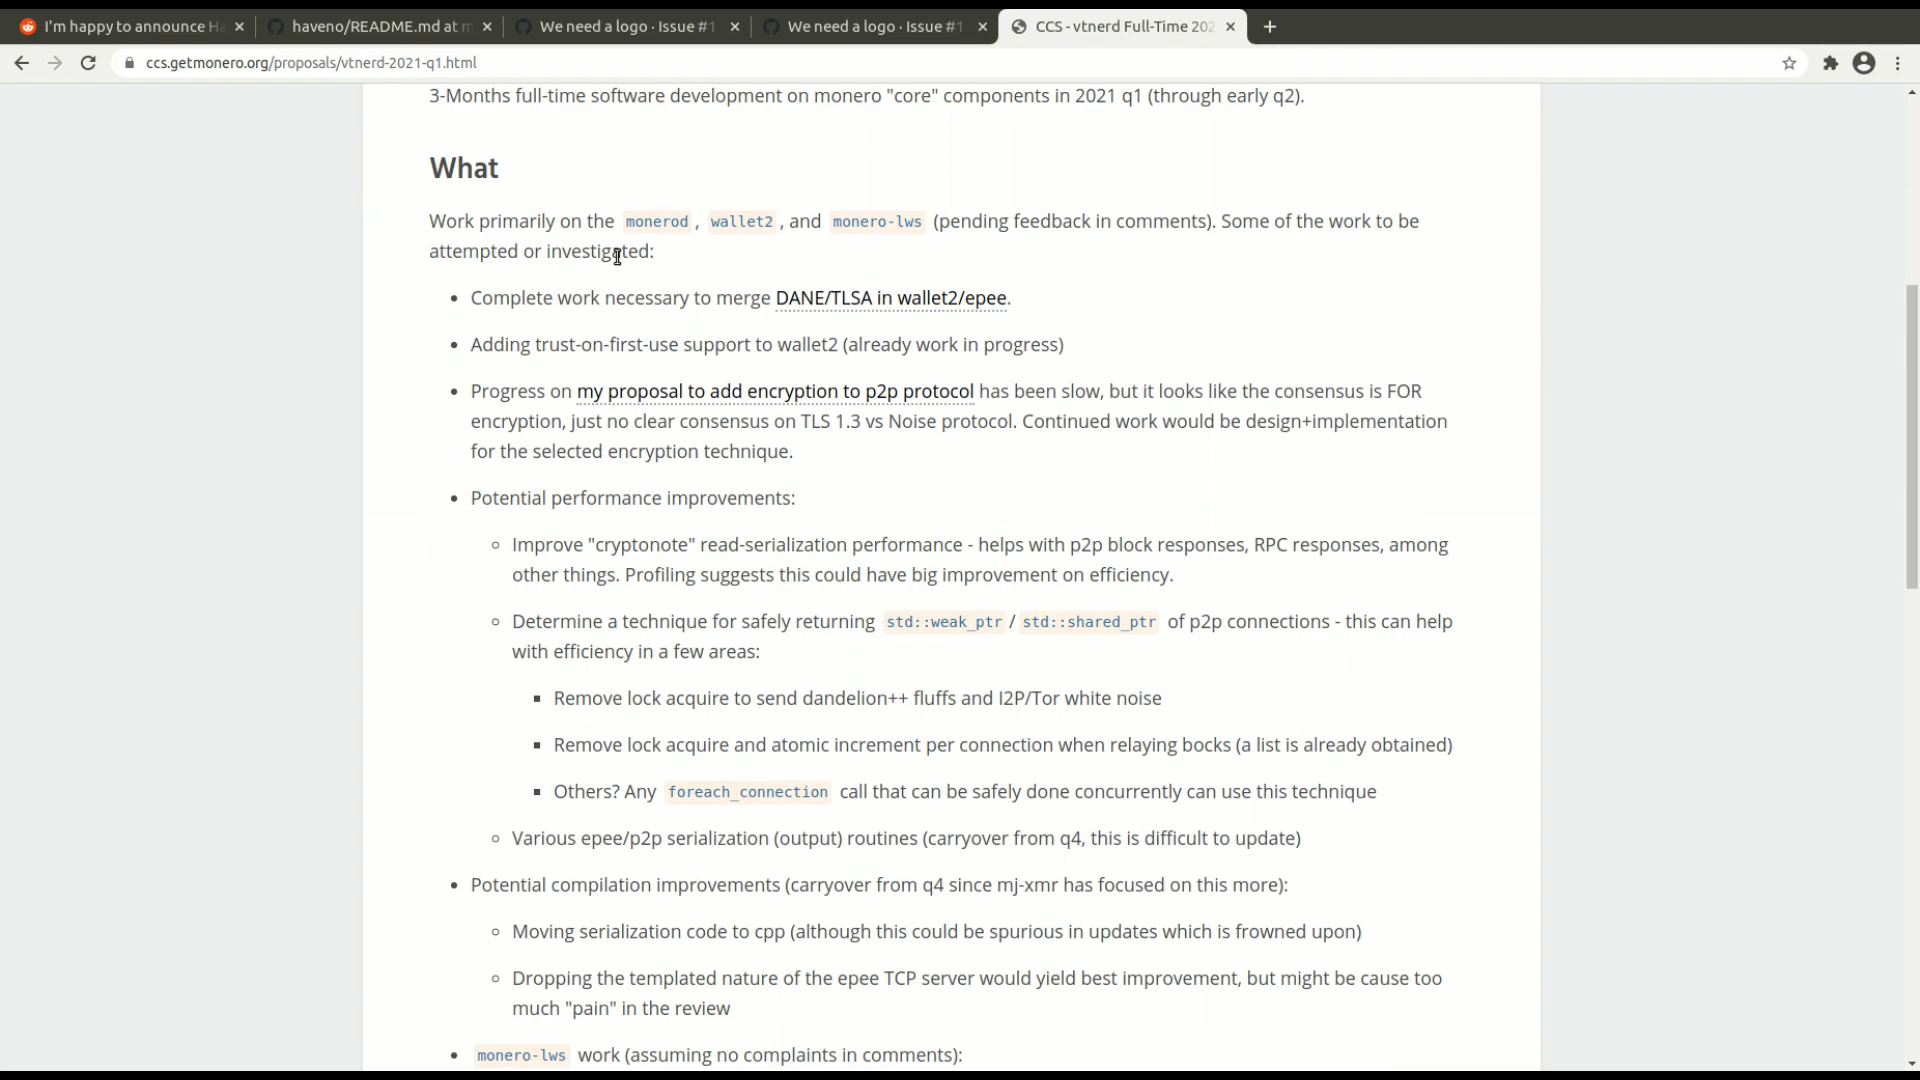 I'm happy to announce Ha
haveno/README.md at m
We need a logo · Issue #1
We need a logo · Issue #1
CCS - vtnerd Full-Time 202
ccs.getmonero.org/proposals/vtnerd-2021-q1.html
3-Months full-time software development on monero "core" components in 2021 q1 (through early q2).
What
Work primarily on the monerod , wallet2 , and monero-lws (pending feedback in comments). Some of the work to be
attempted or investigated:
• Complete work necessary to merge DANE/TLSA in wallet2/epee.
• Adding trust-on-first-use support to wallet2 (already work in progress)
• Progress on my proposal to add encryption to p2p protocol has been slow, but it looks like the consensus is FOR
encryption, just no clear consensus on TLS 1.3 vs Noise protocol. Continued work would be design+implementation
for the selected encryption technique.
• Potential performance improvements:
◦ Improve "cryptonote" read-serialization performance - helps with p2p block responses, RPC responses, among
other things. Profiling suggests this could have big improvement on efficiency.
◦ Determine a technique for safely returning std::weak_ptr / std::shared_ptr of p2p connections - this can help
with efficiency in a few areas:
▪ Remove lock acquire to send dandelion++ fluffs and I2P/Tor white noise
▪ Remove lock acquire and atomic increment per connection when relaying bocks (a list is already obtained)
▪ Others? Any foreach_connection call that can be safely done concurrently can use this technique
◦ Various epee/p2p serialization (output) routines (carryover from q4, this is difficult to update)
• Potential compilation improvements (carryover from q4 since mj-xmr has focused on this more):
◦ Moving serialization code to cpp (although this could be spurious in updates which is frowned upon)
◦ Dropping the templated nature of the epee TCP server would yield best improvement, but might be cause too
much "pain" in the review
• monero-lws work (assuming no complaints in comments):